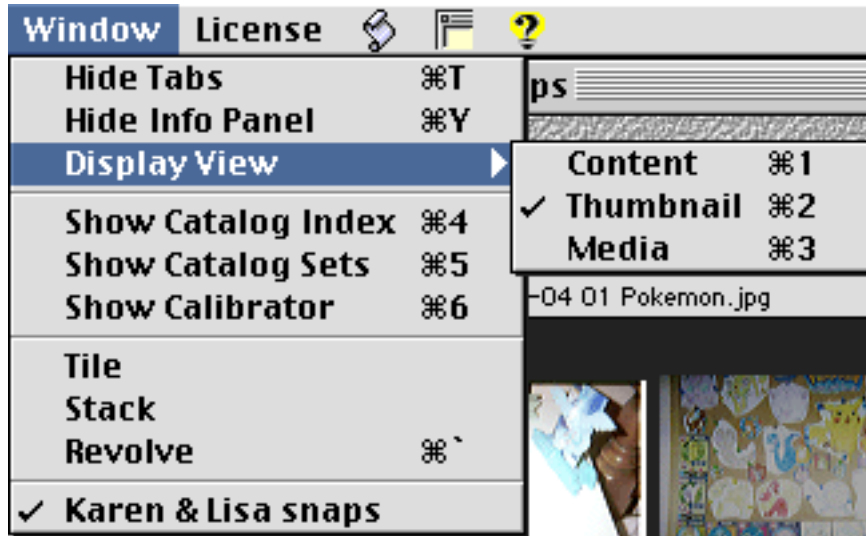 Window License
Hide Tabs ⌘T
Hide Info Panel ⌘Y
Display View
Show Catalog Index ⌘4
Show Catalog Sets ⌘5
Show Calibrator ⌘6
Tile
Stack
Revolve ⌘`
✓ Karen & Lisa snaps
ps
Content ⌘1
✓ Thumbnail ⌘2
Media ⌘3
-04 01 Pokemon.jpg